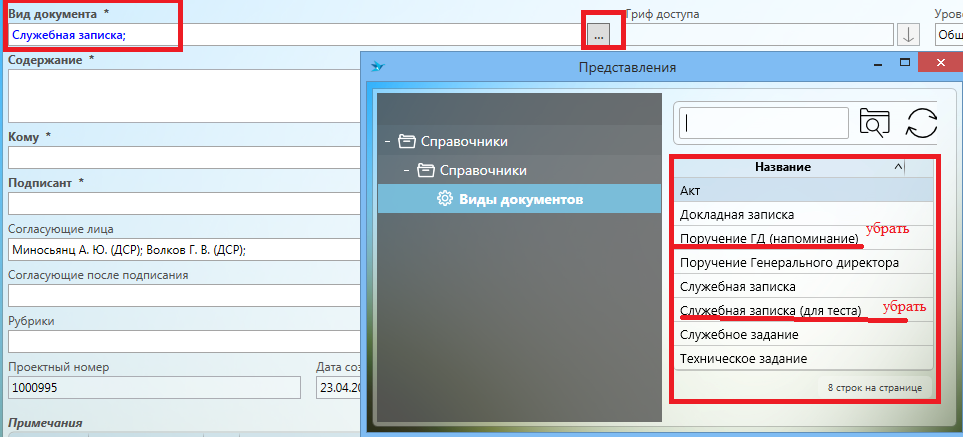 Вид документа *
Гриф доступа
Уров
Служебная записка;
...
Общ
Содержание *
Представления
Справочники
Справочники
Виды документов
Название
Акт
Докладная записка
Поручение ГД (напоминание)
убрать
Поручение Генерального директора
Служебная записка
Служебная записка (для теста)
убрать
Служебное задание
Техническое задание
8 строк на странице
Кому *
Подписант *
Согласующие лица
Миносьянц А. Ю. (ДСР); Волков Г. В. (ДСР);
Согласующие после подписания
Рубрики
Проектный номер
Дата соз
1000995
23.04.20
Примечания